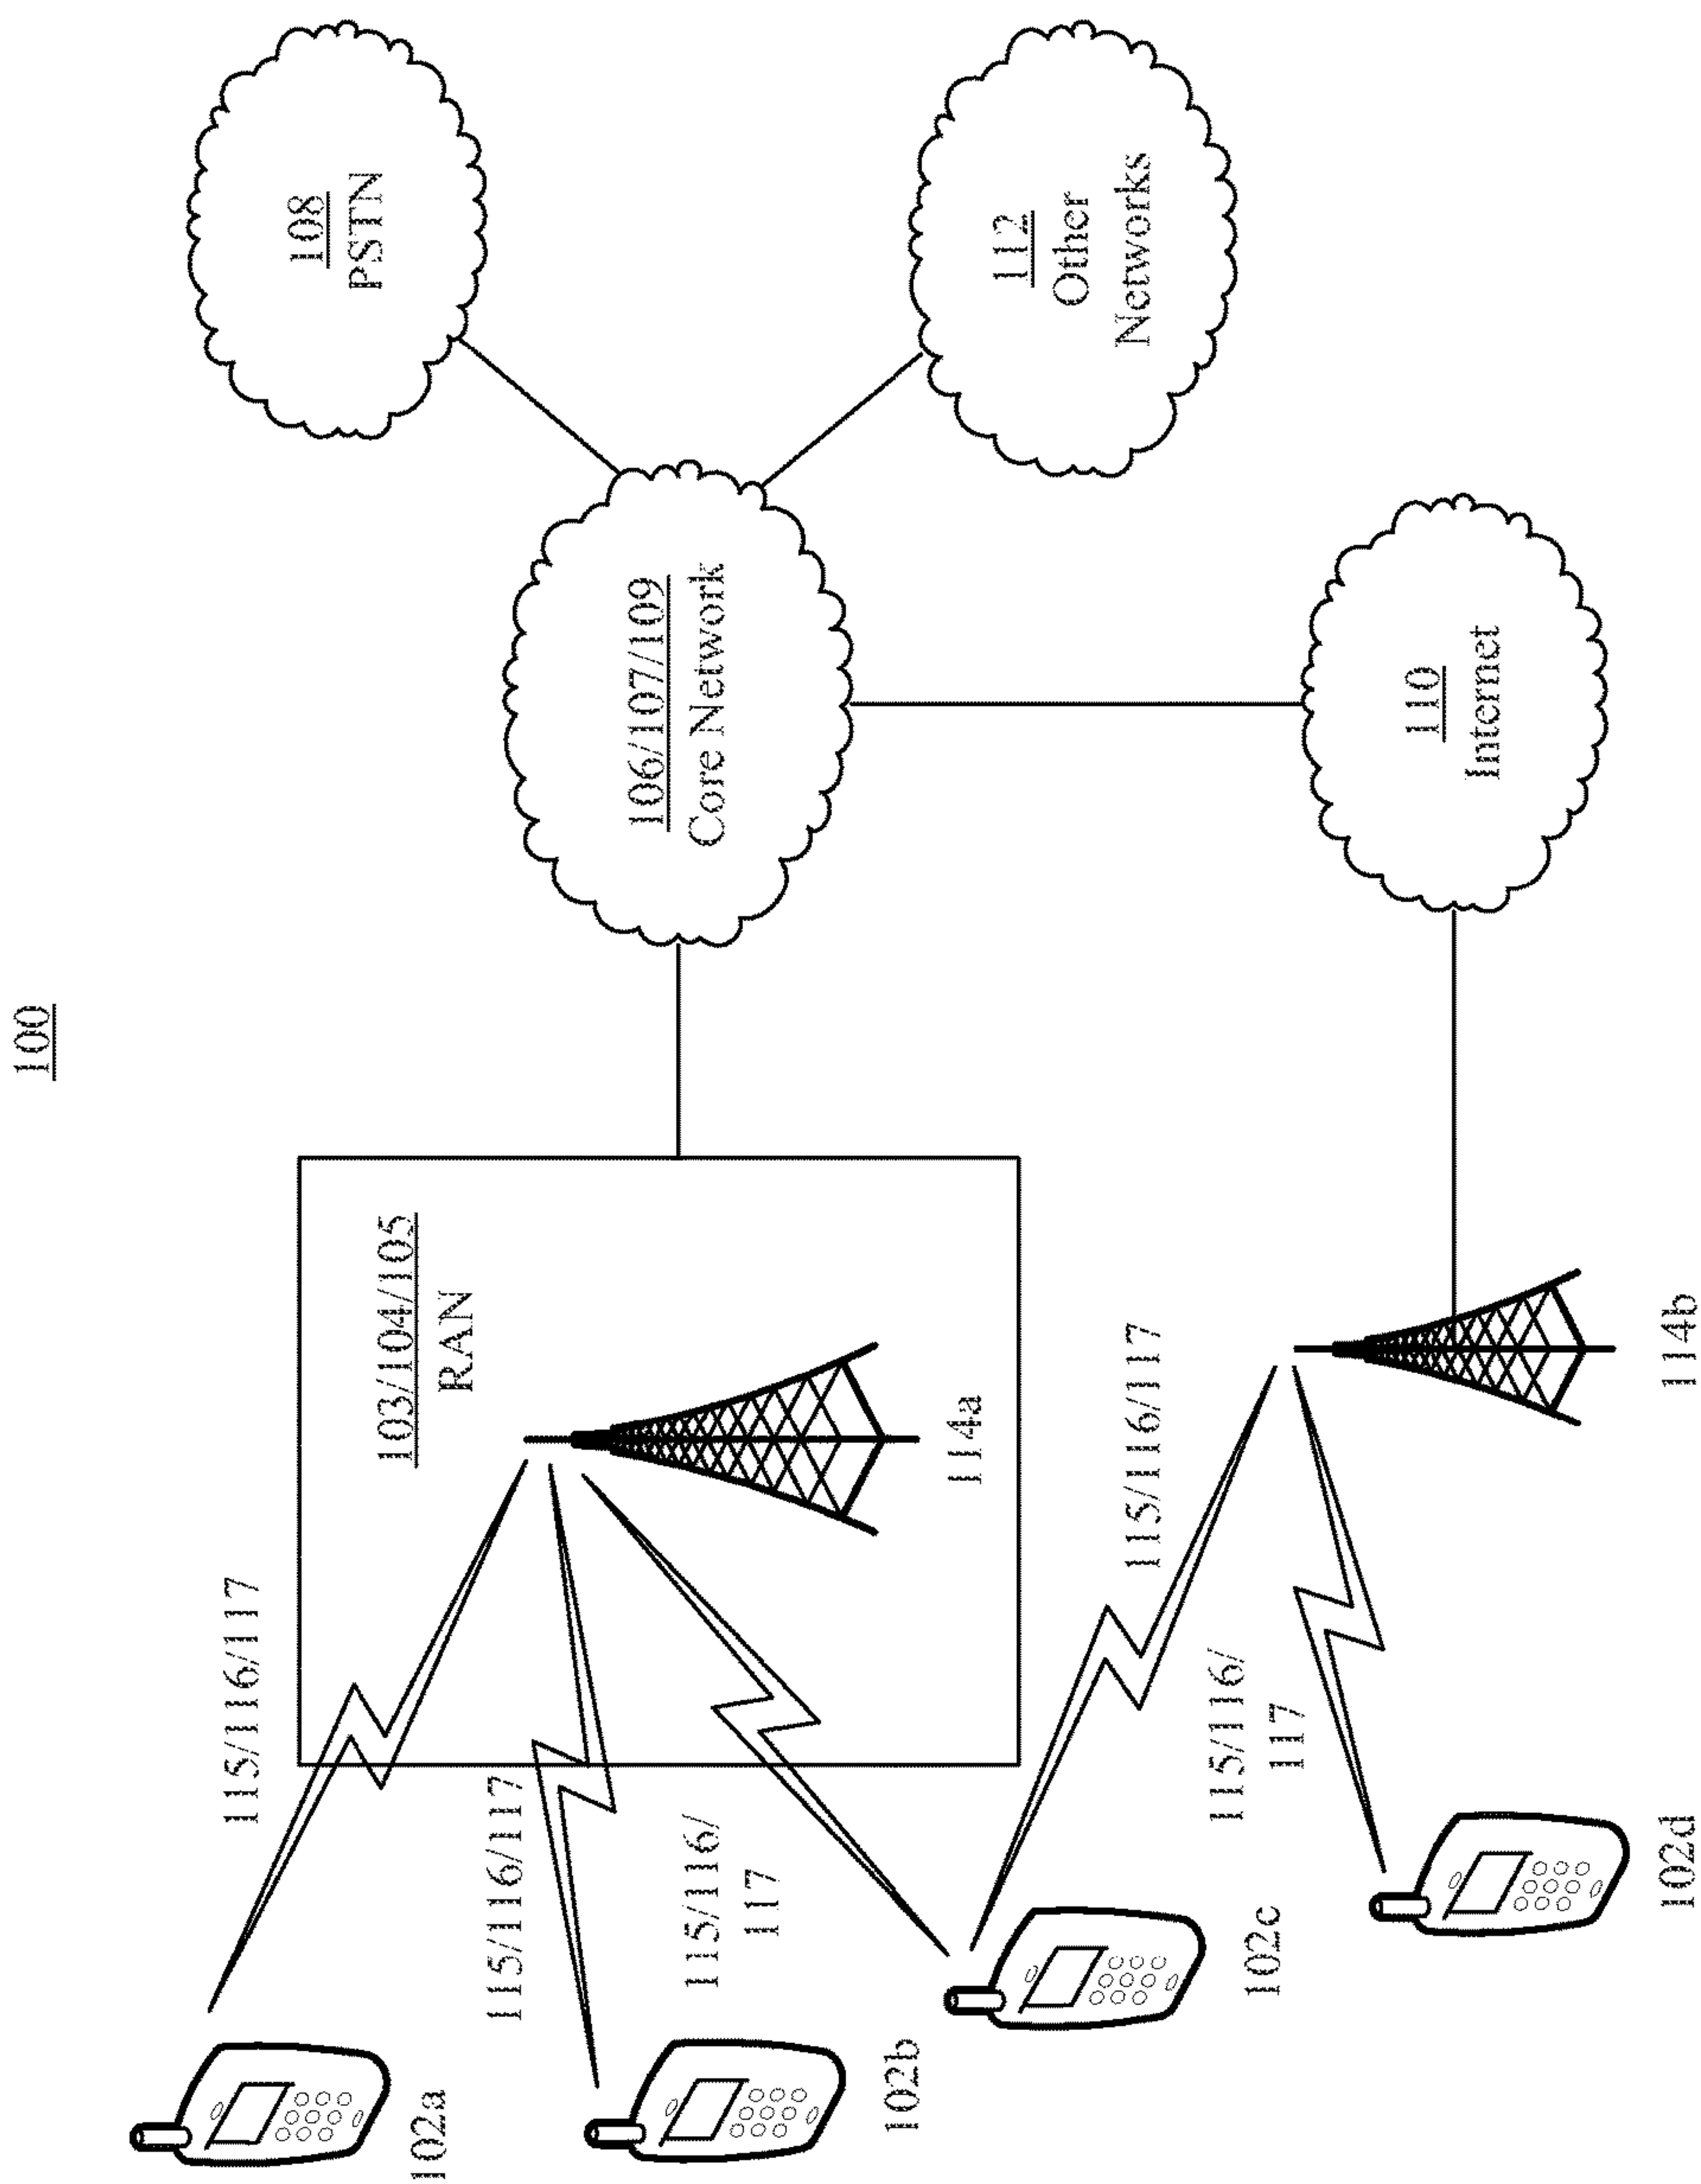 100
115/116/117
108
PSTN
103/104/105
RAN
102a
115/116/117
106/107/109
Core Network
115/116/
117
102b
114a
112
Other
Networks
115/116/117
115/116/
117
102c
110
Internet
102d
114b